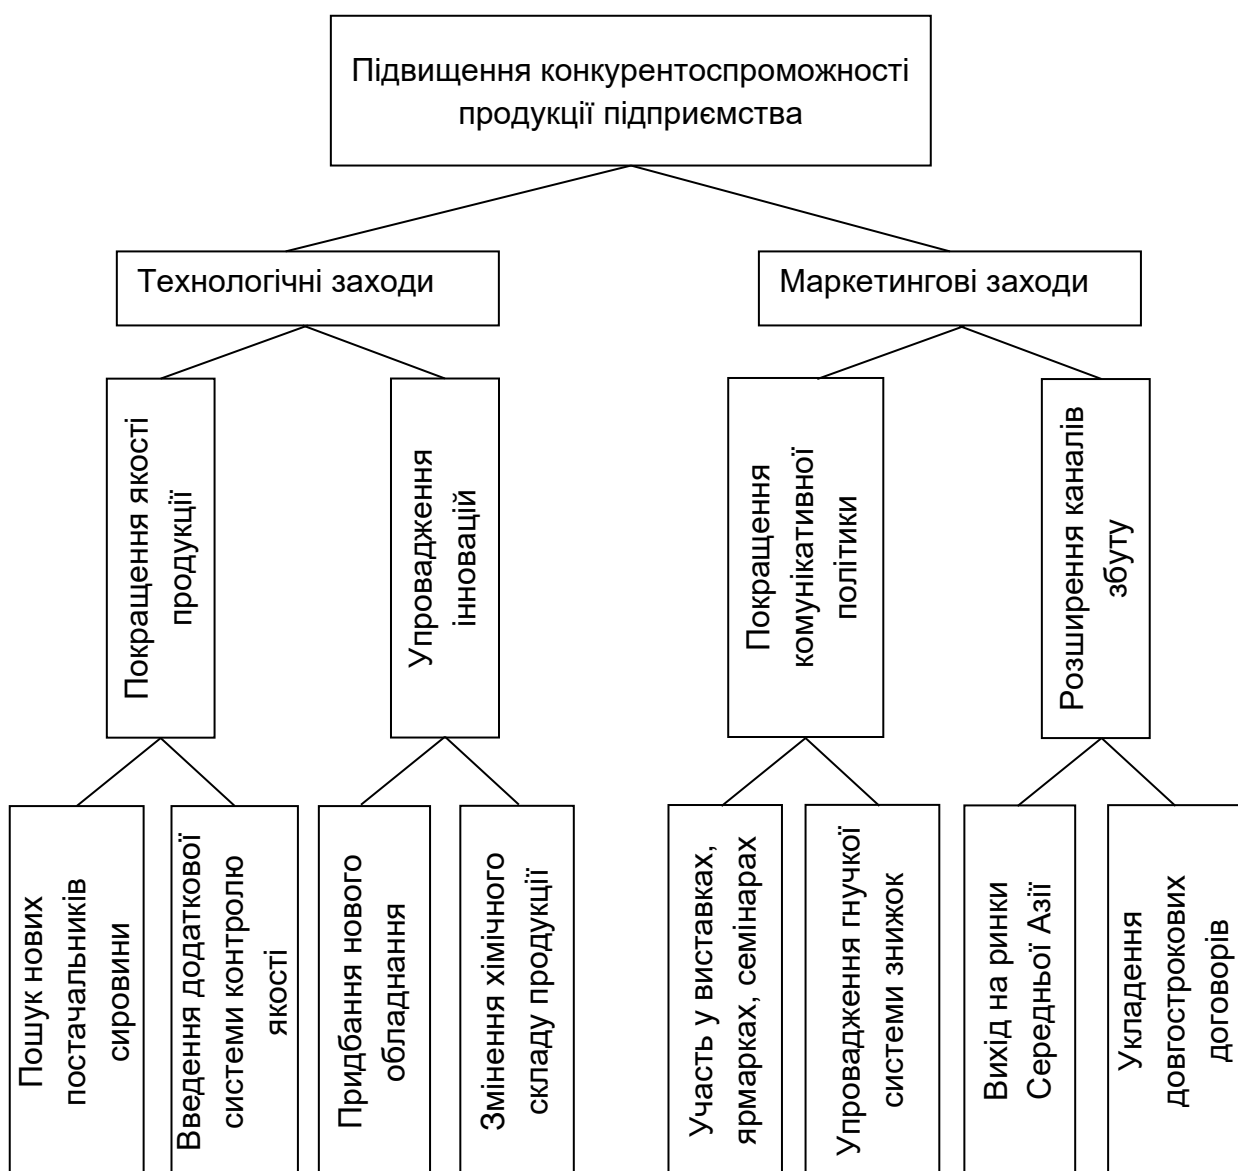 Підвищення конкурентоспроможності
продукції підприємства
Технологічні заходи
Маркетингові заходи
Покращення якості
продукції
Упровадження
інновацій
Покращення
комунікативної
політики
Розширення каналів
збуту
Пошук нових
постачальників
сировини
Введення додаткової
системи контролю
якості
Придбання нового
обладнання
Змінення хімічного
складу продукції
Участь у виставках,
ярмарках, семінарах
Упровадження гнучкої
системи знижок
Вихід на ринки
Середньої Азії
Укладення
довгострокових
договорів